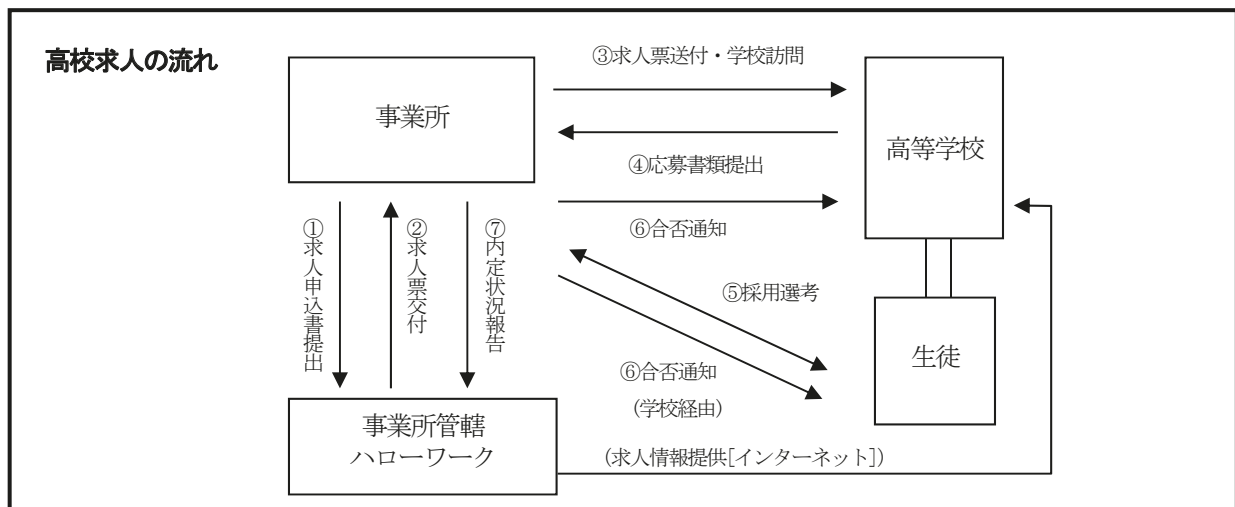 高校求人の流れ
③求人票送付・学校訪問
事業所
高等学校
④応募書類提出
⑥合否通知
①求人申込書提出
②求人票交付
⑦内定状況報告
⑤採用選考
生徒
⑥合否通知
(学校経由)
事業所管轄
ハローワーク
(求人情報提供[インターネット])